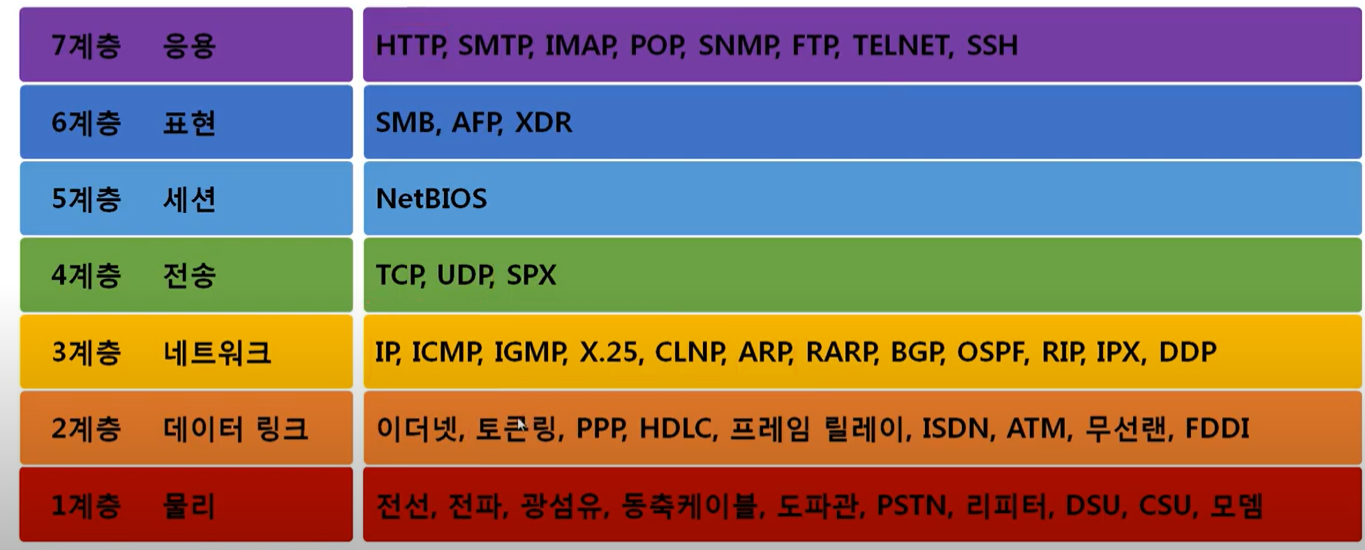 7계층 응용 HTTP, SMTP, IMAP, POP, SNMP, FTP, TELNET, SSH
6계층 표현 SMB, AFP, XDR
5계층 세션 NetBIOS
4계층 전송 TCP, UDP, SPX
3계층 네트워크 IP, ICMP, IGMP, X.25, CLNP, ARP, RARP, BGP, OSPF, RIP, IPX, DDP
2계층 데이터 링크 이더넷, 토큰링, PPP, HDLC, 프레임 릴레이, ISDN, ATM, 무선랜, FDDI
1계층 물리 전선, 전파, 광섬유, 동축케이블, 도파관, PSTN, 리피터, DSU, CSU, 모뎀